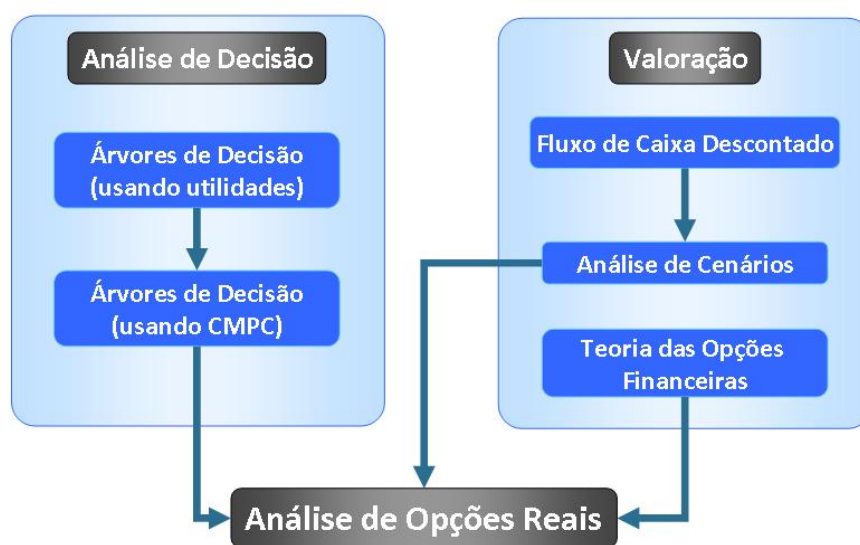 Análise de Decisão
Árvores de Decisão
(usando utilidades)
Árvores de Decisão
(usando CMPC)
Valoração
Fluxo de Caixa Descontado
Análise de Cenários
Teoria das Opções
Financeiras
Análise de Opções Reais